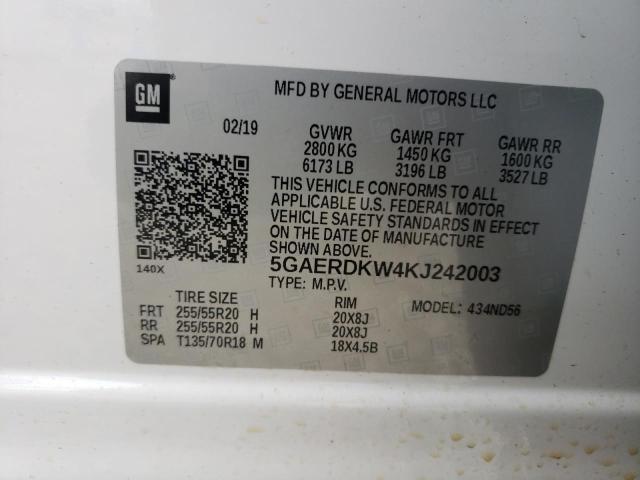 GM
MFD BY GENERAL MOTORS LLC
02/19
GVWR GAWR FRT GAWR RR
2800 KG 1450 KG 1600 KG
6173 LB 3196 LB 3527 LB
THIS VEHICLE CONFORMS TO ALL
APPLICABLE U.S. FEDERAL MOTOR
VEHICLE SAFETY STANDARDS IN EFFECT
ON THE DATE OF MANUFACTURE
SHOWN ABOVE.
140X
5GAERDKW4KJ242003
TYPE: M.P.V.
TIRE SIZE RIM MODEL: 434ND56
FRT 255/55R20 H 20X8J
RR 255/55R20 H 20X8J
SPA T135/70R18 M 18X4.5B